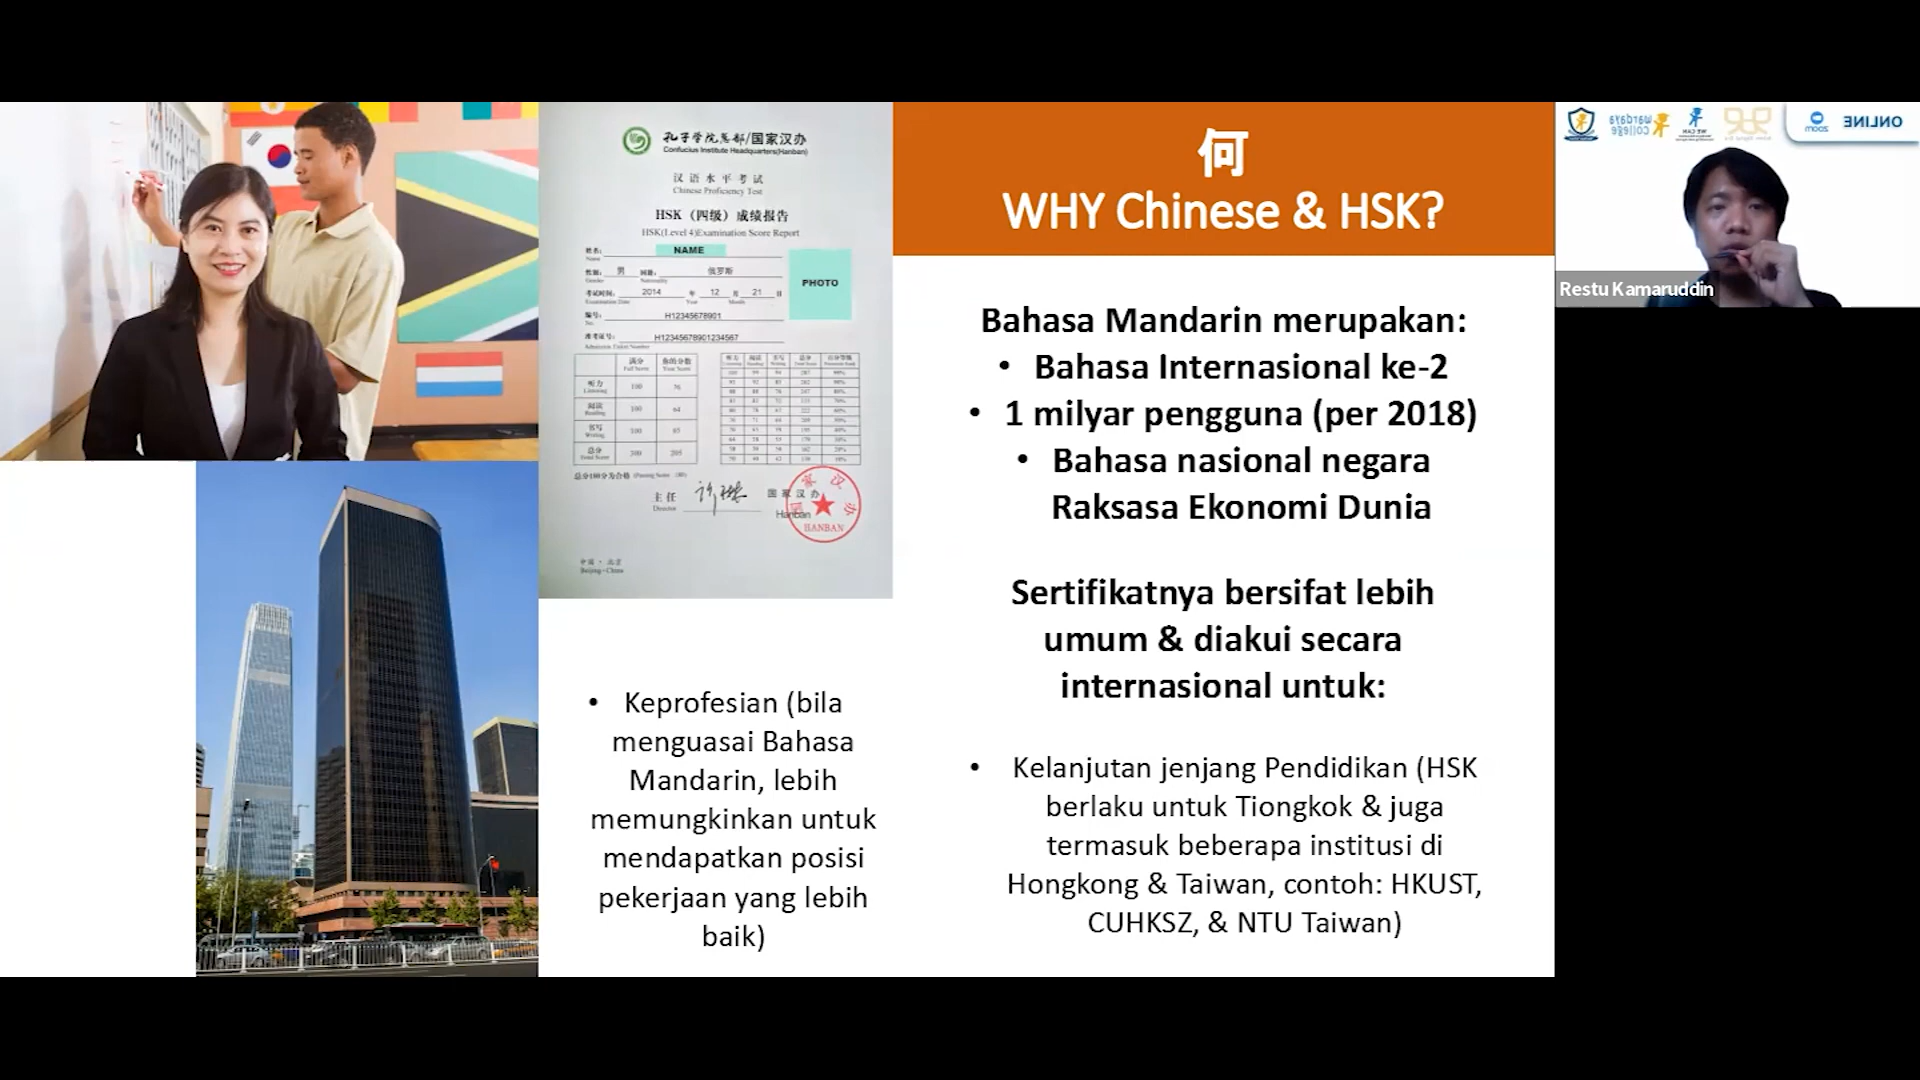 孔子学院总部/国家汉办
Confucius Institute Headquarters(Hanban)
汉语水平考试
Chinese Proficiency Test
HSK（四级）成绩报告
HSK(Level 4)Examination Score Report
姓名:
Name
NAME
性别: 男 国籍: 俄罗斯
Gender Nationality
考试时间: 2014 年 12 月 21 日
Examination Date Year Month
编号: H12345678901
No.
准考证号: H12345678901234567
Admission Ticket Number
PHOTO
满分 你的分数
Full Score Your Score
听力 100 76
Listening
阅读 100 64
Reading
书写 100 65
Writing
总分 300 205
Total Score
总分180分为合格
主任
Director
国家汉办
Hanban
HANBAN
中国·北京
Beijing·China
何
WHY Chinese & HSK?
Bahasa Mandarin merupakan:
• Bahasa Internasional ke-2
• 1 milyar pengguna (per 2018)
• Bahasa nasional negara
Raksasa Ekonomi Dunia
Sertifikatnya bersifat lebih
umum & diakui secara
internasional untuk:
• Kelanjutan jenjang Pendidikan (HSK
berlaku untuk Tiongkok & juga
termasuk beberapa institusi di
Hongkong & Taiwan, contoh: HKUST,
CUHKSZ, & NTU Taiwan)
• Keprofesian (bila
menguasai Bahasa
Mandarin, lebih
memungkinkan untuk
mendapatkan posisi
pekerjaan yang lebih
baik)
wardaya
college
WE CAN
zoom
ONLINE
Restu Kamaruddin